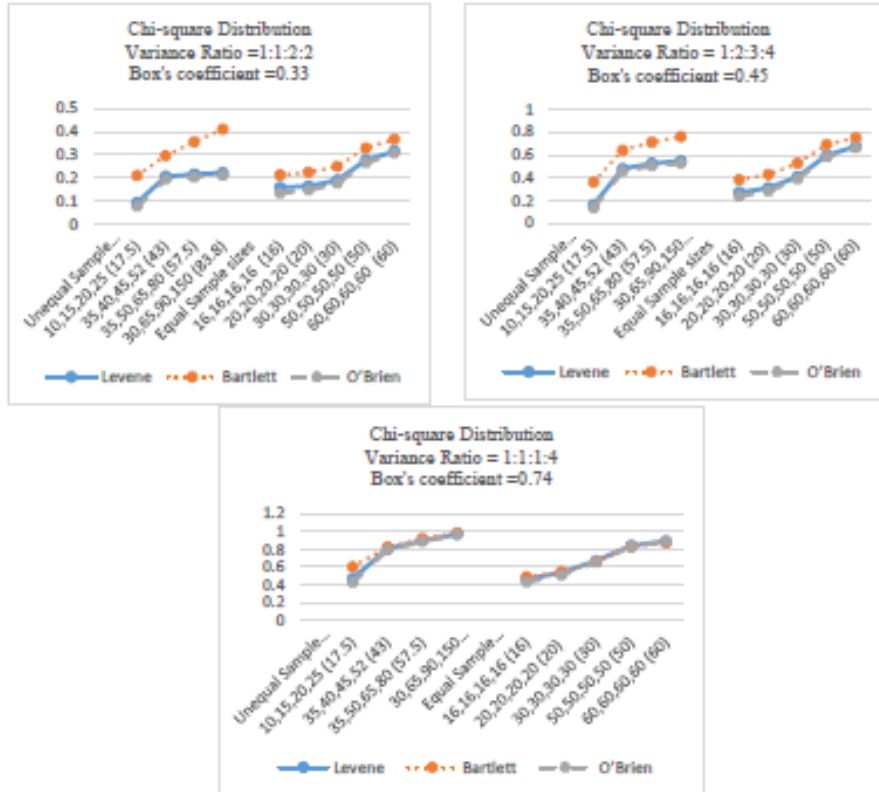 Chi-square Distribution
Variance Ratio =1:1:2:2
Box's coefficient =0.33
0.5
0.4
0.3
0.2
0.1
0
Unequal Sample...
10,15,20,25 (17.5)
35,40,45,52 (43)
35,50,65,80 (57.5)
30,65,90,150 (83.8)
Equal Sample sizes
16,16,16,16 (16)
20,20,20,20 (20)
30,30,30,30 (30)
50,50,50,50 (50)
60,60,60,60 (60)
Levene Bartlett O'Brien
Chi-square Distribution
Variance Ratio = 1:2:3:4
Box's coefficient =0.45
1
0.8
0.6
0.4
0.2
0
Unequal Sample...
10,15,20,25 (17.5)
35,40,45,52 (43)
35,50,65,80 (57.5)
30,65,90,150...
Equal Sample sizes
16,16,16,16 (16)
20,20,20,20 (20)
30,30,30,30 (30)
50,50,50,50 (50)
60,60,60,60 (60)
Levene Bartlett O'Brien
Chi-square Distribution
Variance Ratio = 1:1:1:4
Box's coefficient =0.74
1.2
1
0.8
0.6
0.4
0.2
0
Unequal Sample...
10,15,20,25 (17.5)
35,40,45,52 (43)
35,50,65,80 (57.5)
30,65,90,150...
Equal Sample...
16,16,16,16 (16)
20,20,20,20 (20)
30,30,30,30 (30)
50,50,50,50 (50)
60,60,60,60 (60)
Levene Bartlett O'Brien